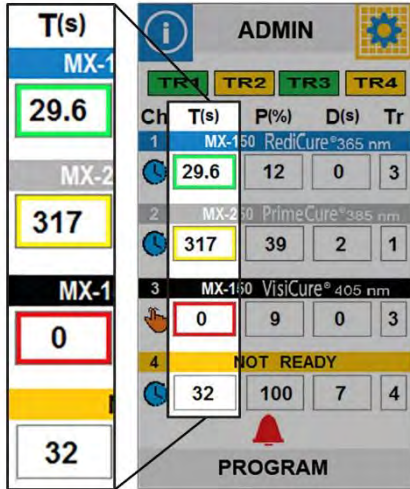 T(s)
MX-1
29.6
MX-2
317
MX-1
0
32
i ADMIN
TR1 TR2 TR3 TR4
Ch T(s) P(%) D(s) Tr
1 MX-150 RediCure®365 nm
29.6 12 0 3
2 MX-250 PrimeCure®385 nm
317 39 2 1
3 MX-150 VisiCure® 405 nm
0 9 0 3
4 NOT READY
32 100 7 4
PROGRAM